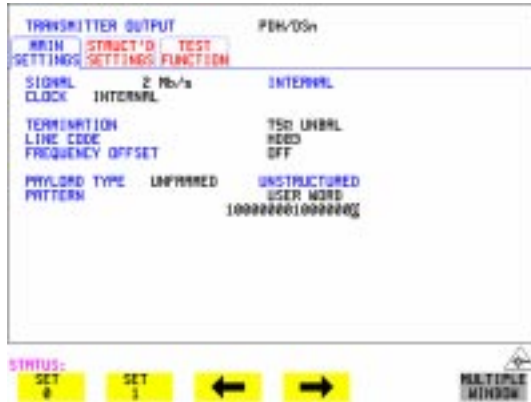 TRANSMITTER OUTPUT PDH/DSn
MAIN SETTINGS STRUCT'D SETTINGS TEST FUNCTION
SIGNAL 2 Mb/s INTERNAL
CLOCK INTERNAL
TERMINATION 75Ω UNBAL
LINE CODE HDB3
FREQUENCY OFFSET OFF
PAYLOAD TYPE UNFRAMED UNSTRUCTURED
PATTERN USER WORD
STATUS:
SET 0 SET 1 MULTIPLE WINDOW